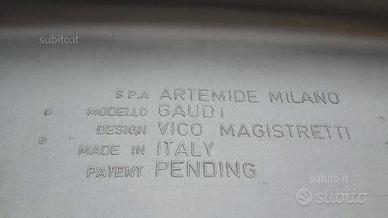 subito.it
S.P.A ARTEMIDE MILANO
MODELLO GAUDI
DESIGN VICO MAGISTRETTI
MADE IN ITALY
PATENT PENDING
subito.it
subito